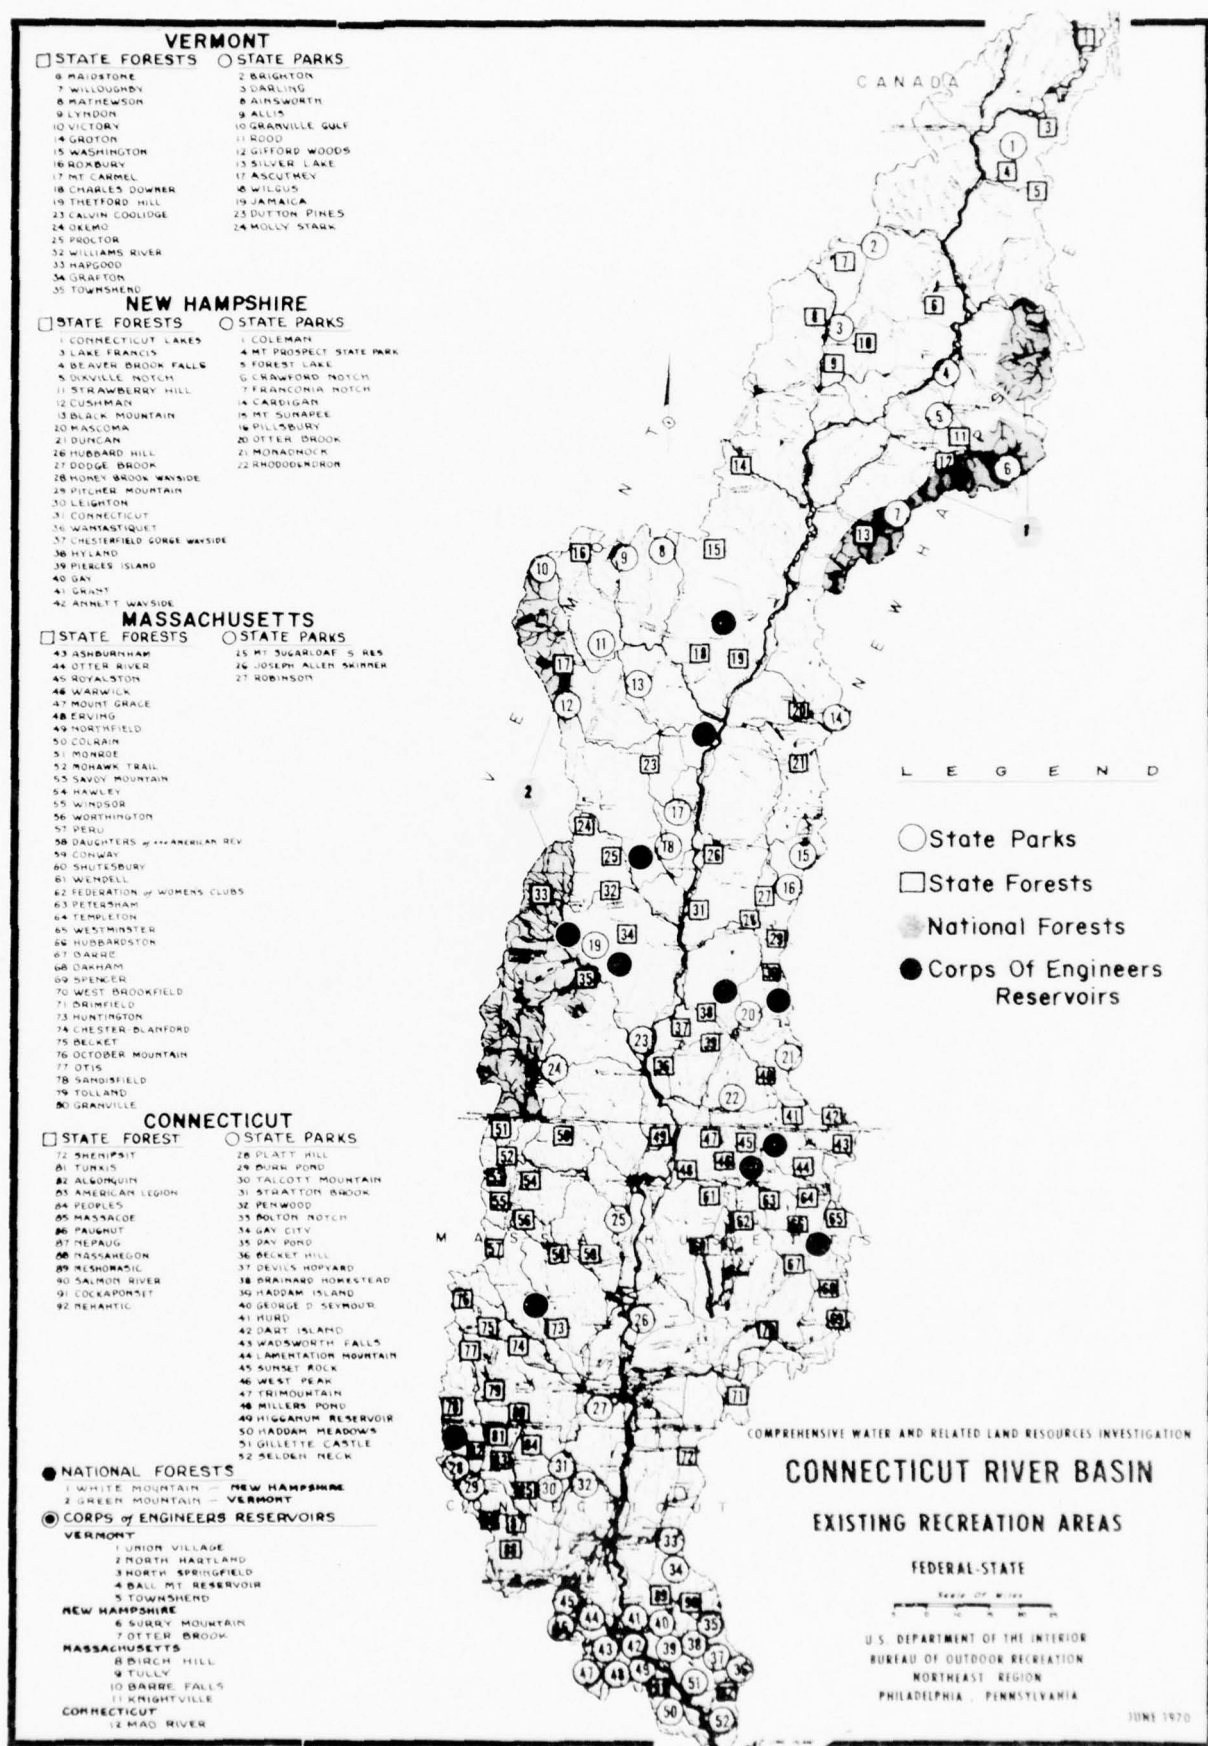 VERMONT
STATE FORESTS
6 MAIDSTONE
7 WILLOUGHBY
8 MATHEWSON
9 LYNDON
10 VICTORY
14 GROTON
15 WASHINGTON
16 ROXBURY
17 MT CARMEL
18 CHARLES DOWNER
19 THETFORD HILL
23 CALVIN COOLIDGE
24 OKEMO
25 PROCTOR
32 WILLIAMS RIVER
33 HAPGOOD
34 GRAFTON
35 TOWNSHEND
STATE PARKS
2 BRIGHTON
3 DARLING
8 AINSWORTH
9 ALLIS
10 GRANVILLE GULF
11 ROOD
12 GIFFORD WOODS
13 SILVER LAKE
17 ASCUTNEY
18 WILGUS
19 JAMAICA
23 DUTTON PINES
24 MOLLY STARK
NEW HAMPSHIRE
STATE FORESTS
1 CONNECTICUT LAKES
3 LAKE FRANCIS
4 BEAVER BROOK FALLS
5 DIXVILLE NOTCH
11 STRAWBERRY HILL
12 CUSHMAN
13 BLACK MOUNTAIN
20 MASCOMA
21 DUNCAN
26 HUBBARD HILL
27 DODGE BROOK
28 HONEY BROOK WAYSIDE
29 PITCHER MOUNTAIN
30 LEIGHTON
31 CONNECTICUT
36 WANTASTIQUET
37 CHESTERFIELD GORGE WAYSIDE
38 HYLAND
39 PIERCES ISLAND
40 GAY
41 GRANT
42 ANNETT WAYSIDE
STATE PARKS
1 COLEMAN
4 MT PROSPECT STATE PARK
5 FOREST LAKE
6 CRAWFORD NOTCH
7 FRANCONIA NOTCH
14 CARDIGAN
15 MT SUNAPEE
16 PILLSBURY
20 OTTER BROOK
21 MONADNOCK
22 RHODODENDRON
MASSACHUSETTS
STATE FORESTS
43 ASHBURNHAM
44 OTTER RIVER
45 ROYALSTON
46 WARWICK
47 MOUNT GRACE
48 ERVING
49 NORTHFIELD
50 COLRAIN
51 MONROE
52 MOHAWK TRAIL
53 SAVOY MOUNTAIN
54 HAWLEY
55 WINDSOR
56 WORTHINGTON
57 PERU
58 DAUGHTERS of the AMERICAN REV
59 CONWAY
60 SHUTESBURY
61 WENDELL
62 FEDERATION of WOMENS CLUBS
63 PETERSHAM
64 TEMPLETON
65 WESTMINSTER
66 HUBBARDSTON
67 BARRE
68 OAKHAM
69 SPENCER
70 WEST BROOKFIELD
71 BRIMFIELD
73 HUNTINGTON
74 CHESTER-BLANFORD
75 BECKET
76 OCTOBER MOUNTAIN
77 OTIS
78 SANDISFIELD
79 TOLLAND
80 GRANVILLE
STATE PARKS
25 MT SUGARLOAF S RES
26 JOSEPH ALLEN SKINNER
27 ROBINSON
CONNECTICUT
STATE FOREST
72 SHENIPSIT
81 TUNXIS
82 ALGONQUIN
83 AMERICAN LEGION
84 PEOPLES
85 MASSACOE
86 PAUGNUT
87 NEPAUG
88 NASSAHEGON
89 MESHOMASIC
90 SALMON RIVER
91 COCKAPONSET
92 NEHANTIC
STATE PARKS
28 PLATT HILL
29 BURR POND
30 TALCOTT MOUNTAIN
31 STRATTON BROOK
32 PENWOOD
33 BOLTON NOTCH
34 GAY CITY
35 DAY POND
36 BECKET HILL
37 DEVILS HOPYARD
38 BRAINARD HOMESTEAD
39 HADDAM ISLAND
40 GEORGE D SEYMOUR
41 HURD
42 DART ISLAND
43 WADSWORTH FALLS
44 LAMENTATION MOUNTAIN
45 SUNSET ROCK
46 WEST PEAK
47 TRIMOUNTAIN
48 MILLERS POND
49 HIGGANUM RESERVOIR
50 HADDAM MEADOWS
51 GILLETTE CASTLE
52 SELDEN NECK
NATIONAL FORESTS
1 WHITE MOUNTAIN - NEW HAMPSHIRE
2 GREEN MOUNTAIN - VERMONT
CORPS of ENGINEERS RESERVOIRS
VERMONT
1 UNION VILLAGE
2 NORTH HARTLAND
3 NORTH SPRINGFIELD
4 BALL MT RESERVOIR
5 TOWNSHEND
NEW HAMPSHIRE
6 SURRY MOUNTAIN
7 OTTER BROOK
MASSACHUSETTS
8 BIRCH HILL
9 TULLY
10 BARRE FALLS
11 KNIGHTVILLE
CONNECTICUT
12 MAD RIVER
CANADA
VERMONT
NEW HAMPSHIRE
MASSACHUSETTS
CONNECTICUT
LEGEND
State Parks
State Forests
National Forests
Corps Of Engineers
Reservoirs
COMPREHENSIVE WATER AND RELATED LAND RESOURCES INVESTIGATION
CONNECTICUT RIVER BASIN
EXISTING RECREATION AREAS
FEDERAL-STATE
Scale Of Miles
U.S. DEPARTMENT OF THE INTERIOR
BUREAU OF OUTDOOR RECREATION
NORTHEAST REGION
PHILADELPHIA, PENNSYLVANIA
JUNE 1970